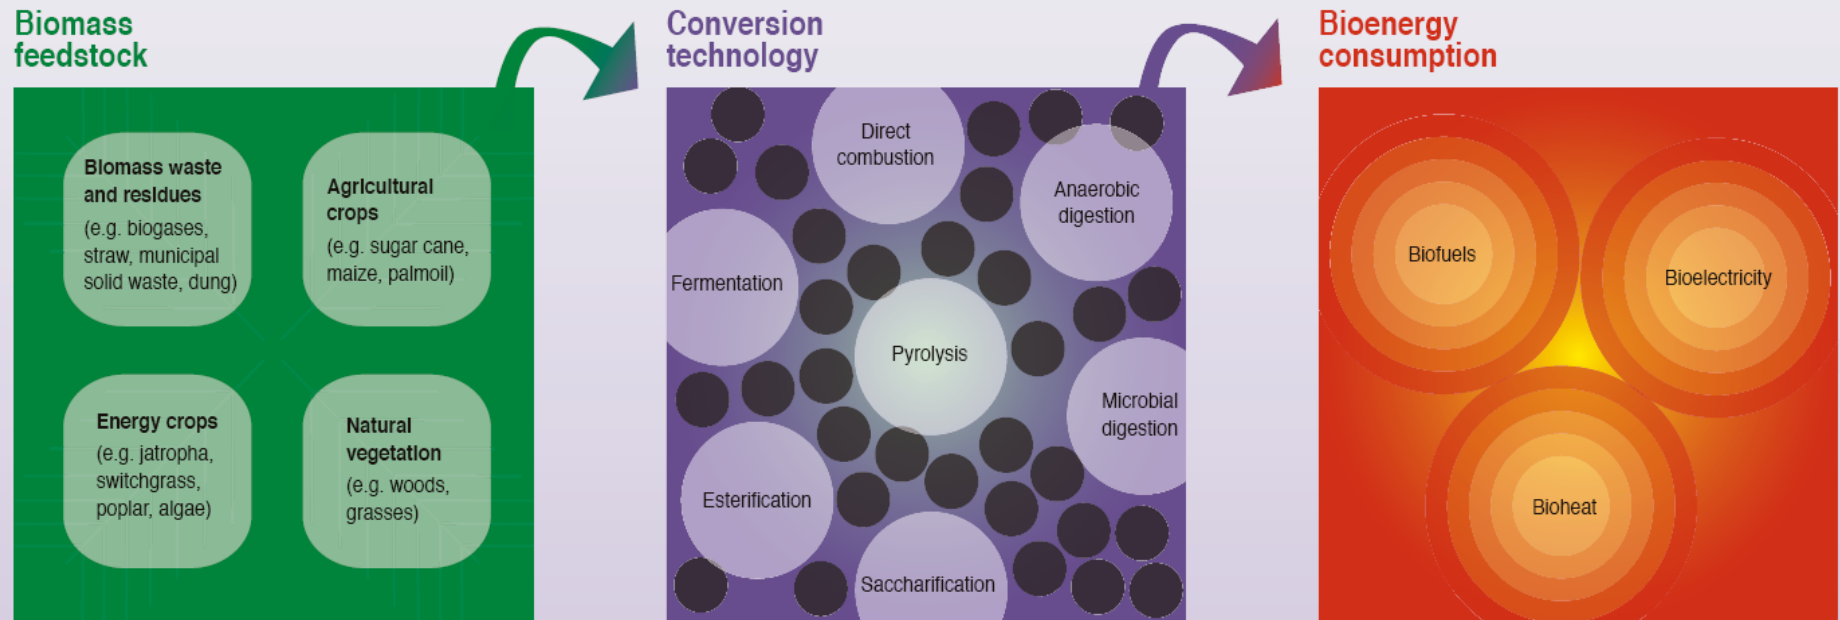 Biomass
feedstock
Biomass waste
and residues
(e.g. biogases,
straw, municipal
solid waste, dung)
Agricultural
crops
(e.g. sugar cane,
maize, palmoil)
Energy crops
(e.g. jatropha,
switchgrass,
poplar, algae)
Natural
vegetation
(e.g. woods,
grasses)
Conversion
technology
Direct
combustion
Anaerobic
digestion
Fermentation
Pyrolysis
Microbial
digestion
Esterification
Saccharification
Bioenergy
consumption
Biofuels
Bioelectricity
Bioheat